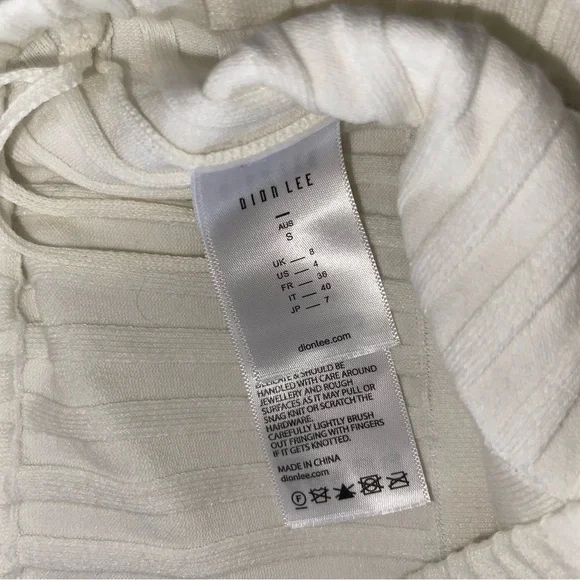 DION LEE
AUS
S
UK — 8
US — 4
FR — 36
IT — 40
JP — 7
dionlee.com
DELICATE & SHOULD BE
HANDLED WITH CARE AROUND
JEWELLERY AND ROUGH
SURFACES AS IT MAY PULL OR
SNAG KNIT OR SCRATCH THE
HARDWARE.
CAREFULLY LIGHTLY BRUSH
OUT FRINGING WITH FINGERS
IF IT GETS KNOTTED.
MADE IN CHINA
dionlee.com
F